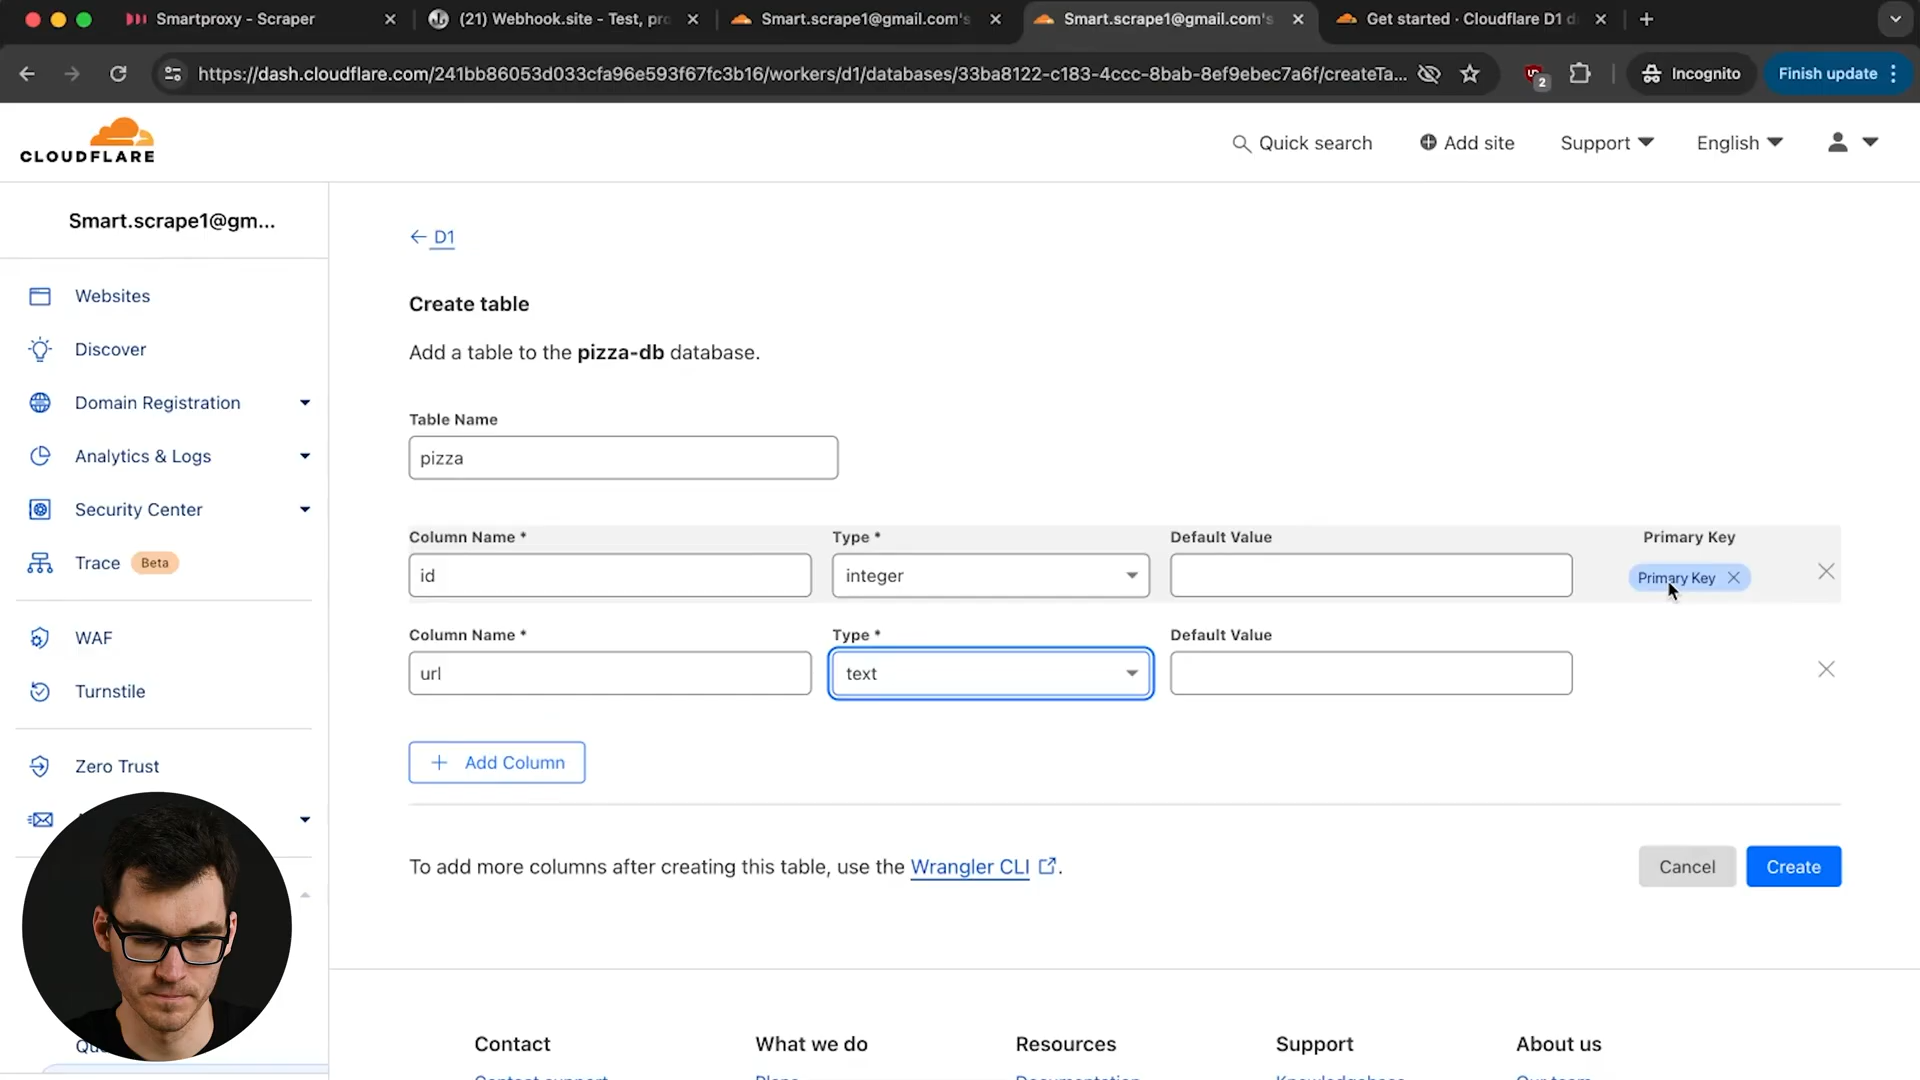 Smartproxy - Scraper
(21) Webhook.site - Test, pro
Smart.scrape1@gmail.com's
Smart.scrape1@gmail.com's
Get started · Cloudflare D1 d
https://dash.cloudflare.com/241bb86053d033cfa96e593f67fc3b16/workers/d1/databases/33ba8122-c183-4ccc-8bab-8ef9ebec7a6f/createTa...
2
Incognito
Finish update
CLOUDFLARE
Quick search
Add site
Support
English
Smart.scrape1@gm...
Websites
Discover
Domain Registration
Analytics & Logs
Security Center
Trace Beta
WAF
Turnstile
Zero Trust
D1
Create table
Add a table to the pizza-db database.
Table Name
pizza
Column Name * Type * Default Value Primary Key
id integer Primary Key
Column Name * Type * Default Value
url text
Add Column
To add more columns after creating this table, use the Wrangler CLI .
Cancel
Create
Contact What we do Resources Support About us